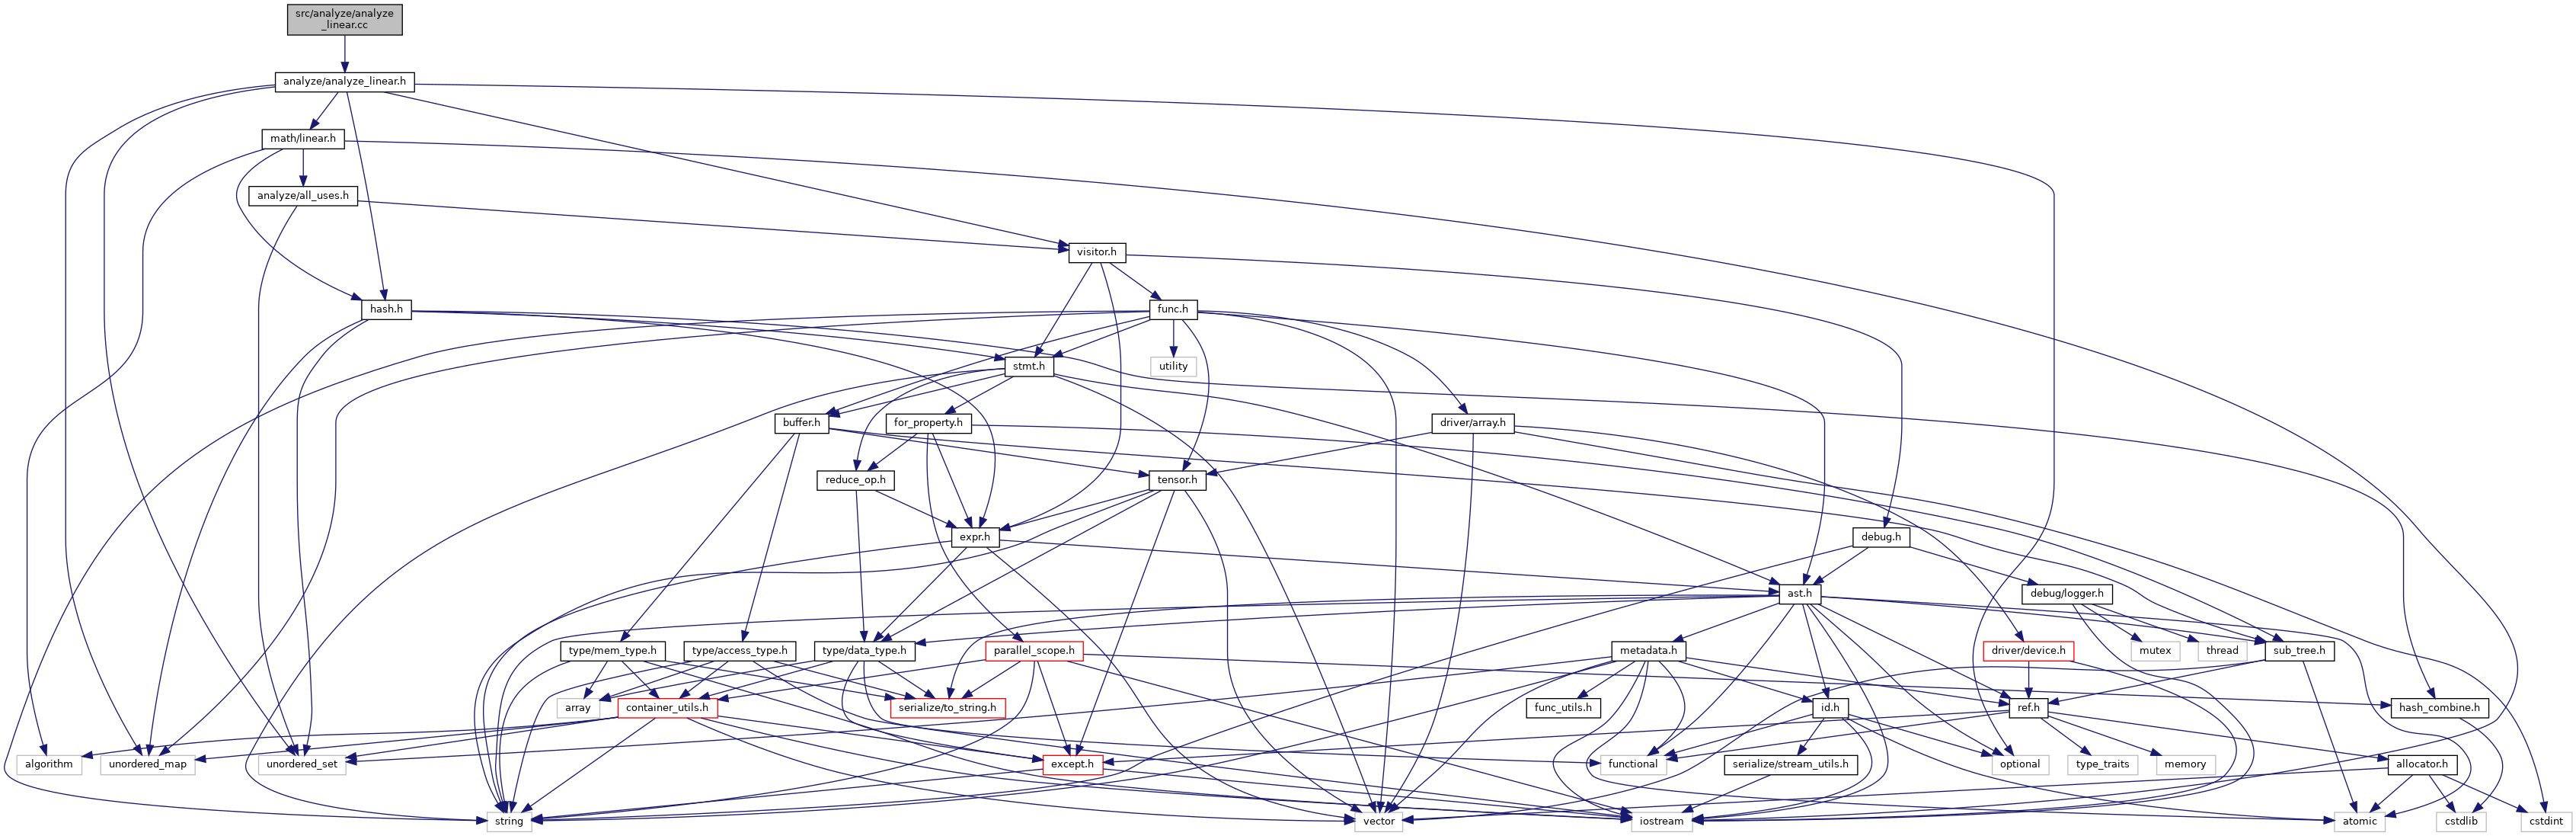 src/analyze/analyze
_linear.cc
analyze/analyze_linear.h
math/linear.h
analyze/all_uses.h
visitor.h
hash.h
func.h
stmt.h
utility
buffer.h
for_property.h
driver/array.h
reduce_op.h
tensor.h
expr.h
debug.h
ast.h
debug/logger.h
type/mem_type.h
type/access_type.h
type/data_type.h
parallel_scope.h
metadata.h
driver/device.h
mutex
thread
sub_tree.h
array
container_utils.h
serialize/to_string.h
func_utils.h
id.h
ref.h
hash_combine.h
algorithm
unordered_map
unordered_set
except.h
functional
serialize/stream_utils.h
optional
type_traits
memory
allocator.h
string
vector
iostream
atomic
cstdlib
cstdint